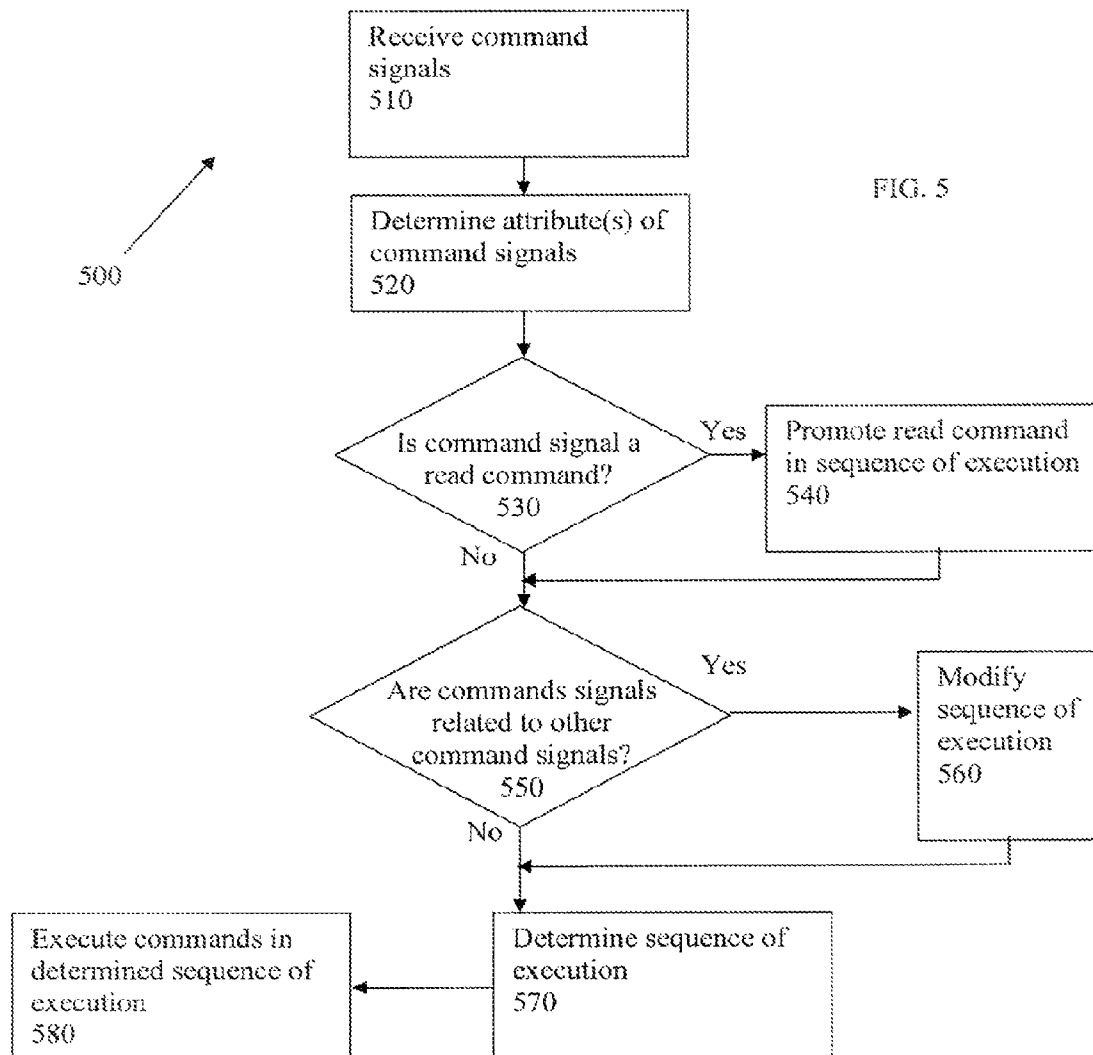 Receive command
signals
510
FIG. 5
Determine attribute(s) of
command signals
520
500
Is command signal a
read command?
530
Yes
Promote read command
in sequence of execution
540
No
Are commands signals
related to other
command signals?
550
Yes
Modify
sequence of
execution
560
No
Execute commands in
determined sequence of
execution
580
Determine sequence of
execution
570